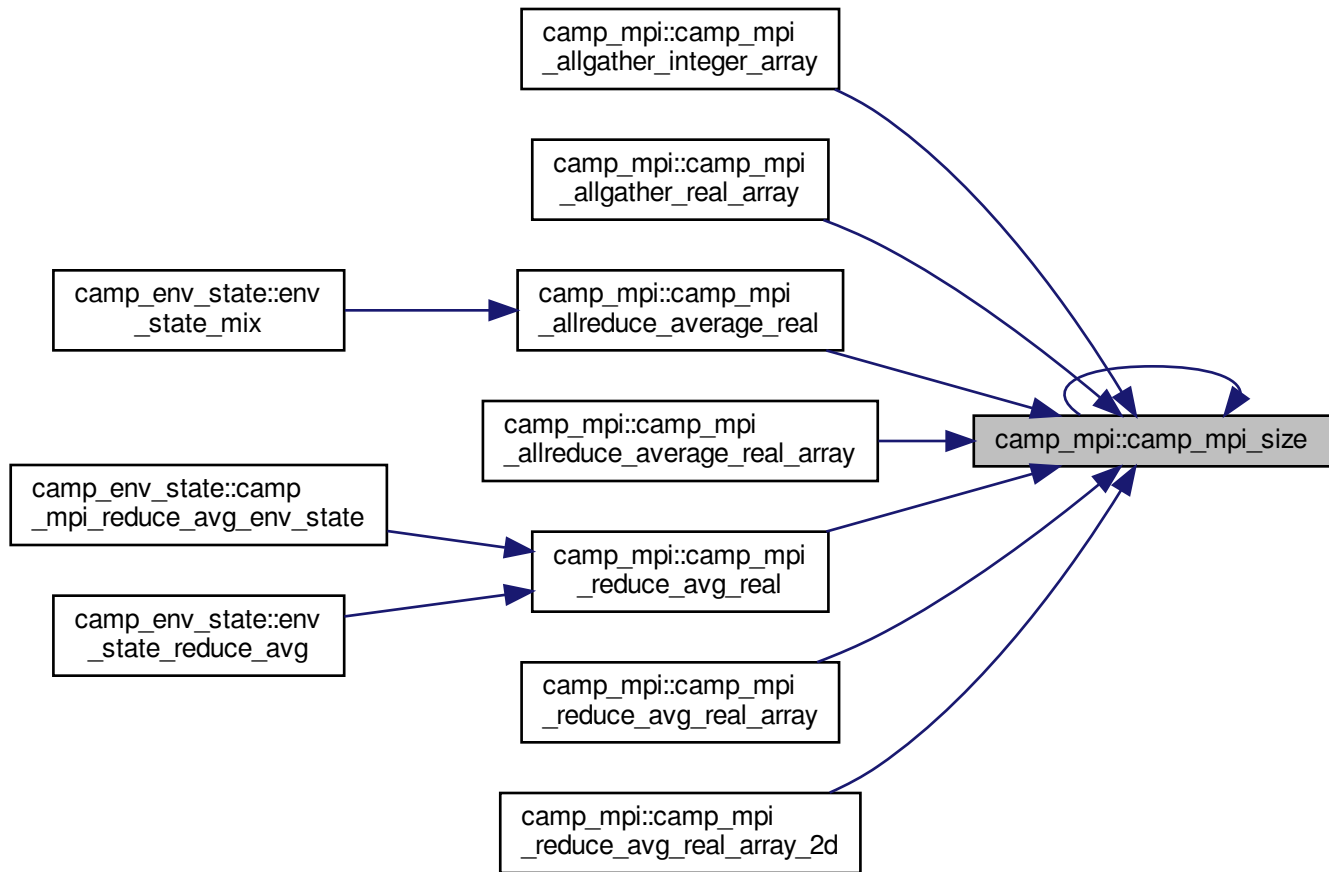 camp_mpi::camp_mpi
_allgather_integer_array
camp_mpi::camp_mpi
_allgather_real_array
camp_env_state::env
_state_mix
camp_mpi::camp_mpi
_allreduce_average_real
camp_mpi::camp_mpi
_allreduce_average_real_array
camp_mpi::camp_mpi_size
camp_env_state::camp
_mpi_reduce_avg_env_state
camp_mpi::camp_mpi
_reduce_avg_real
camp_env_state::env
_state_reduce_avg
camp_mpi::camp_mpi
_reduce_avg_real_array
camp_mpi::camp_mpi
_reduce_avg_real_array_2d